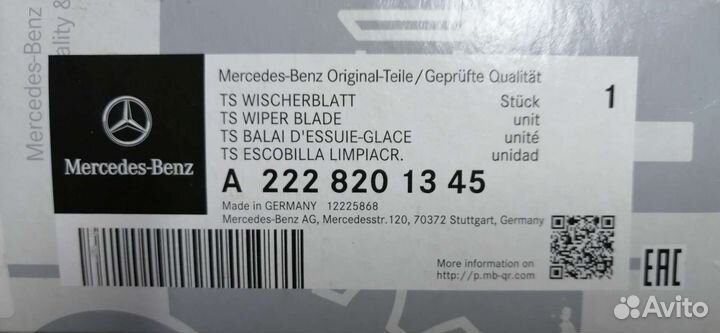 Mercedes-Benz
uality &
Mercedes-Benz
Mercedes-Benz Original-Teile/Geprüfte Qualität
TS WISCHERBLATT Stück 1
TS WIPER BLADE unit
TS BALAI D'ESSUIE-GLACE unité
TS ESCOBILLA LIMPIACR. unidad
A 222 820 13 45
Made in GERMANY 12225868
Mercedes-Benz AG, Mercedesstr.120, 70372 Stuttgart, Germany
More information on
http://p.mb-qr.com
EAC
Avito